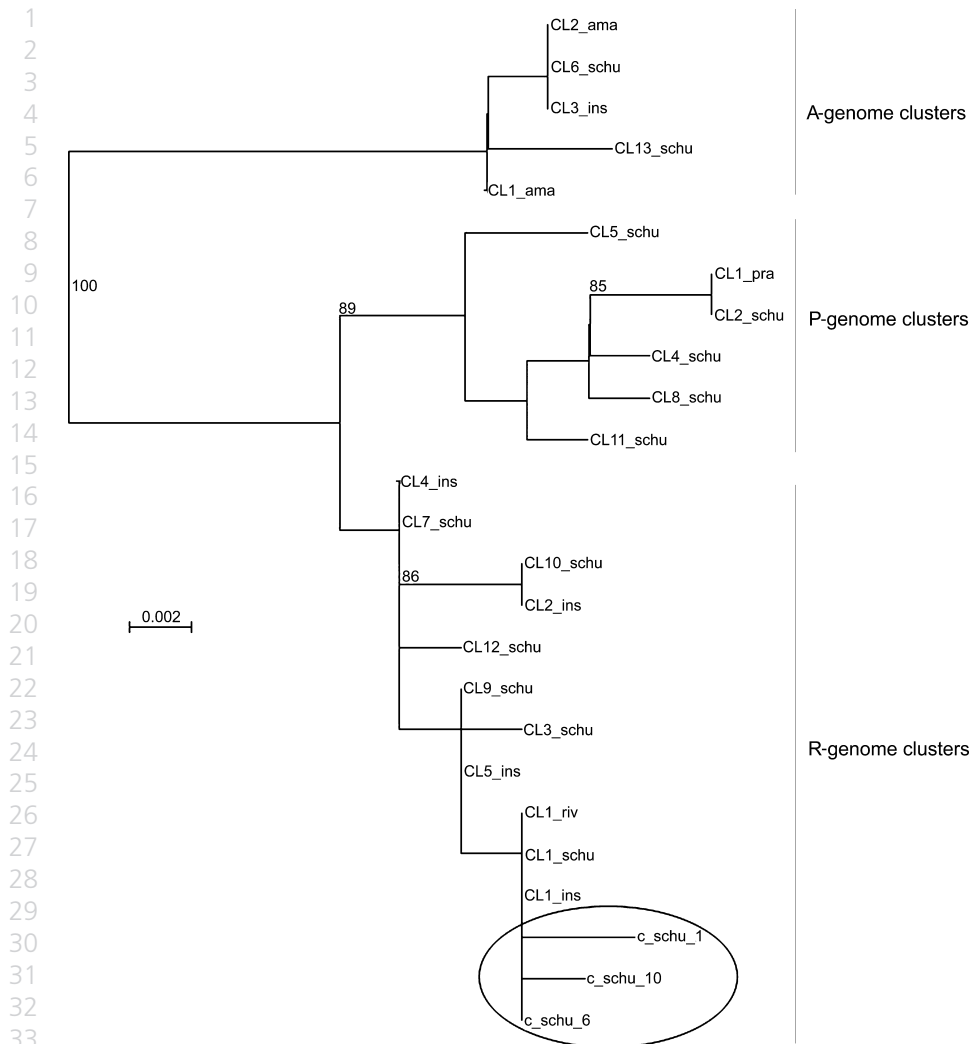 1
CL2_ama
2
CL6_schu
3
CL3_ins
4
A-genome clusters
5
CL13_schu
6
CL1_ama
7
8
CL5_schu
9
CL1_pra
100
85
10
89
CL2_schu
P-genome clusters
11
CL4_schu
12
CL8_schu
13
14
CL11_schu
15
CL4_ins
16
17
CL7_schu
18
CL10_schu
86
19
CL2_ins
20
0.002
21
CL12_schu
22
CL9_schu
23
CL3_schu
24
R-genome clusters
CL5_ins
25
26
CL1_riv
27
CL1_schu
28
CL1_ins
29
30
c_schu_1
31
c_schu_10
32
c_schu_6
33